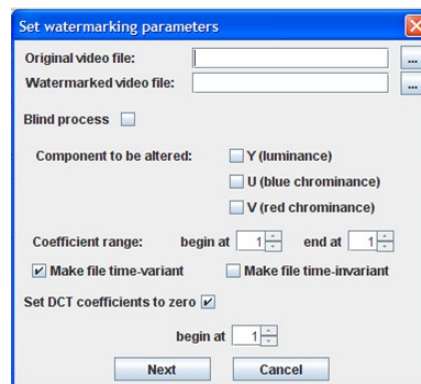 Set watermarking parameters
Original video file: ...
Watermarked video file: ...
Blind process
Component to be altered: Y (luminance)
U (blue chrominance)
V (red chrominance)
Coefficient range: begin at 1 end at 1
Make file time-variant Make file time-invariant
Set DCT coefficients to zero
begin at 1
Next Cancel